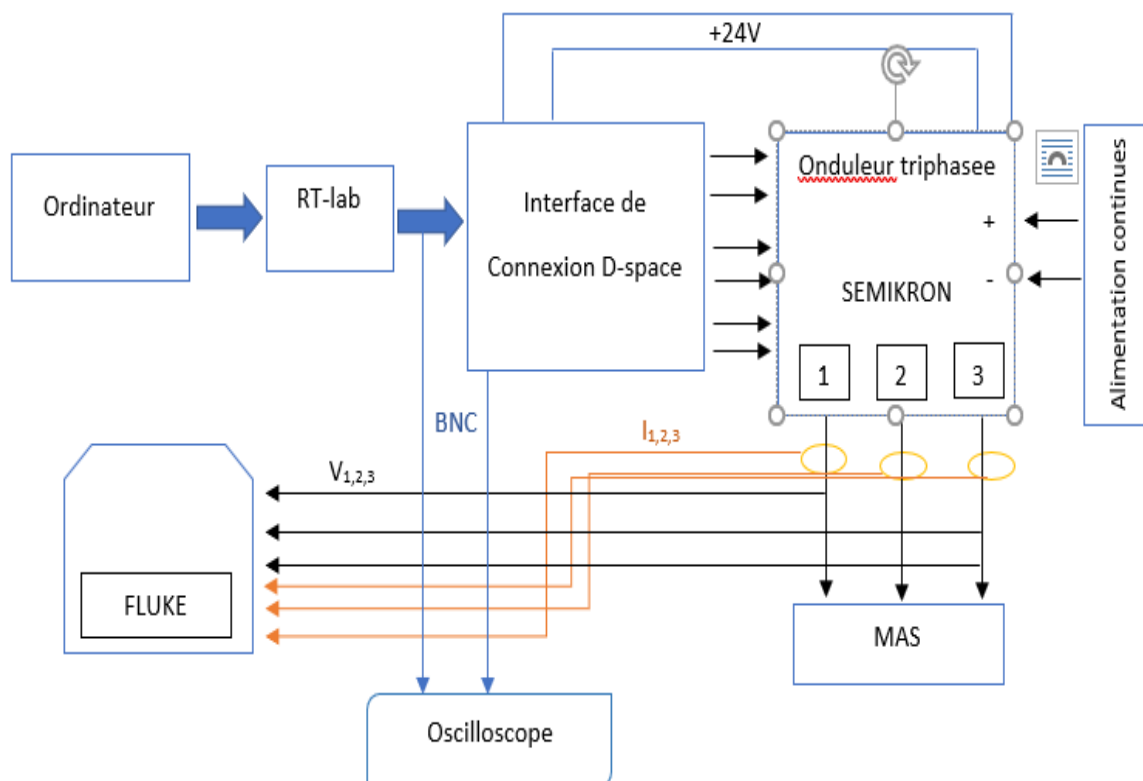 +24V
Ordinateur
RT-lab
Interface de
Connexion D-space
Onduleur triphasee
+
-
SEMIKRON
1
2
3
Alimentation continues
BNC
I1,2,3
V1,2,3
FLUKE
MAS
Oscilloscope